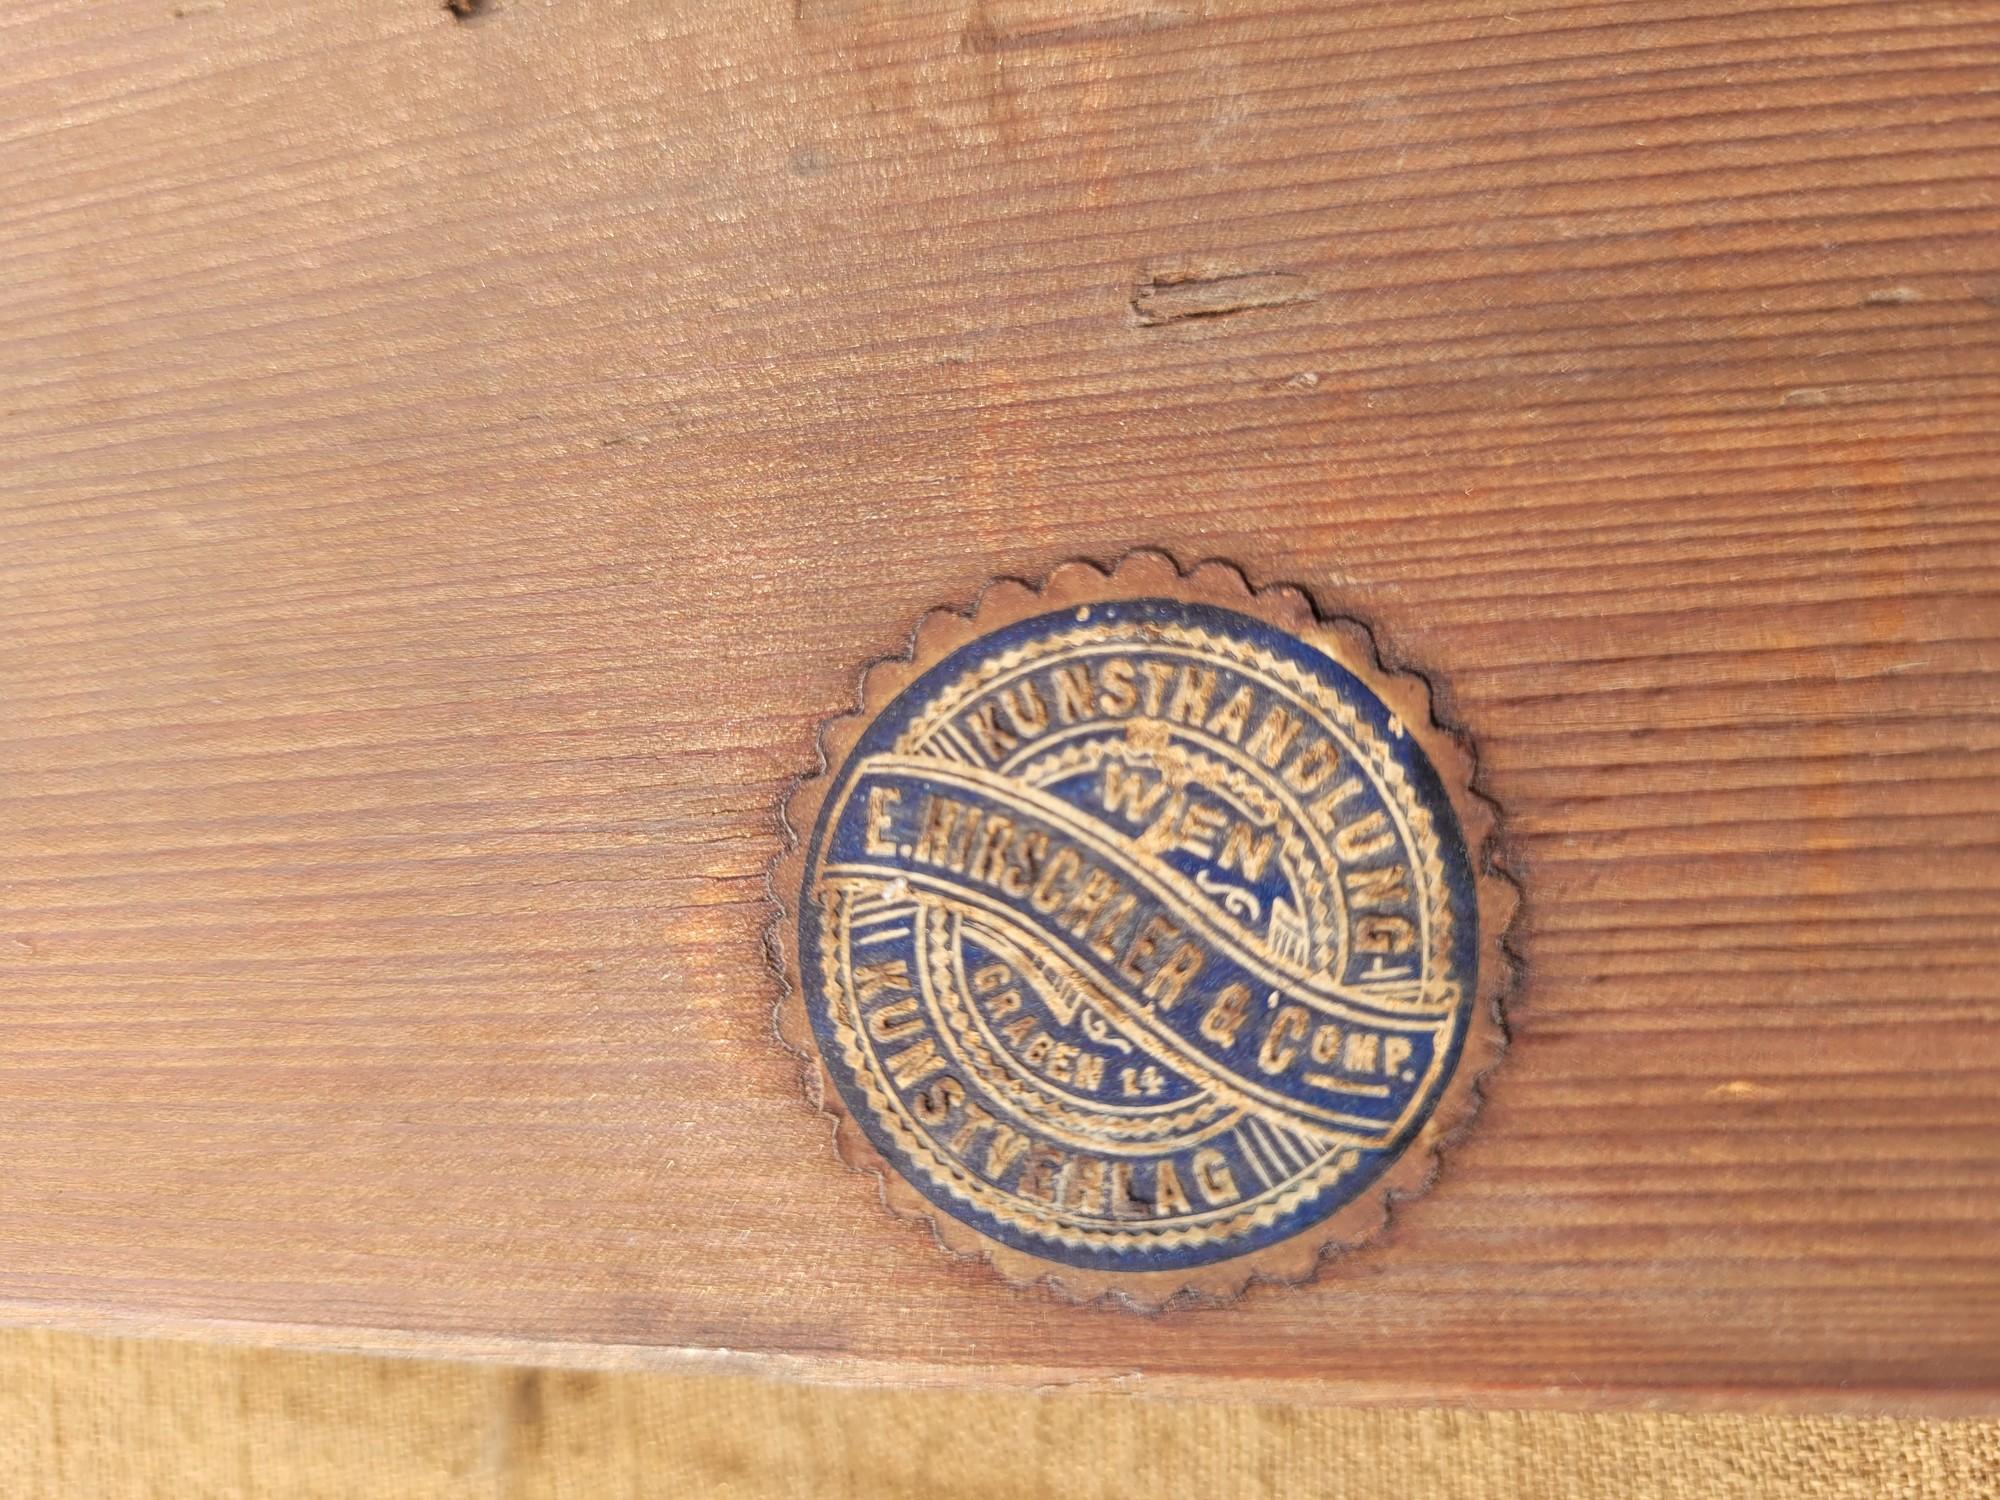 KUNSTHANDLUNG
WIEN
E. HIRSCHLER & COMP.
GRABEN 14
KUNSTVERLAG